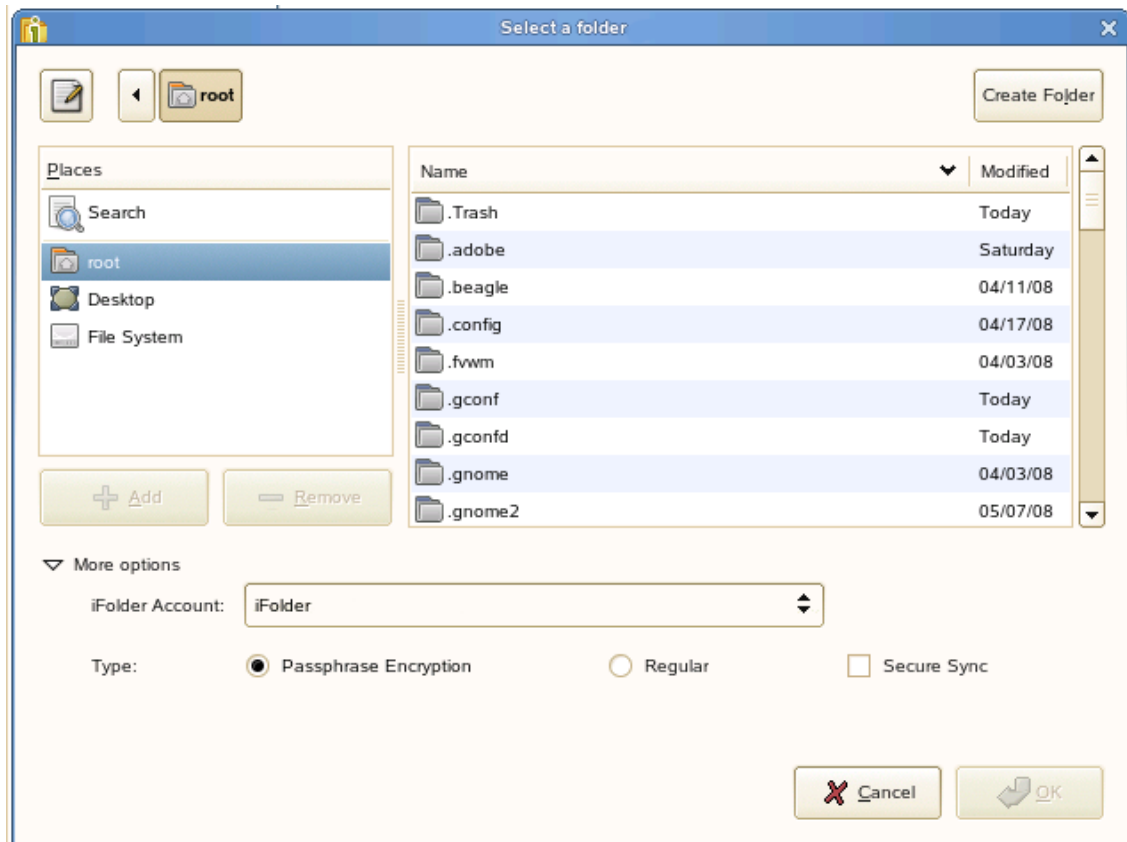 Select a folder
root
Create Folder
Places
Search
root
Desktop
File System
Add
Remove
Name Modified
.Trash Today
.adobe Saturday
.beagle 04/11/08
.config 04/17/08
.fvwm 04/03/08
.gconf Today
.gconfd Today
.gnome 04/03/08
.gnome2 05/07/08
More options
iFolder Account: iFolder
Type: Passphrase Encryption Regular Secure Sync
Cancel OK